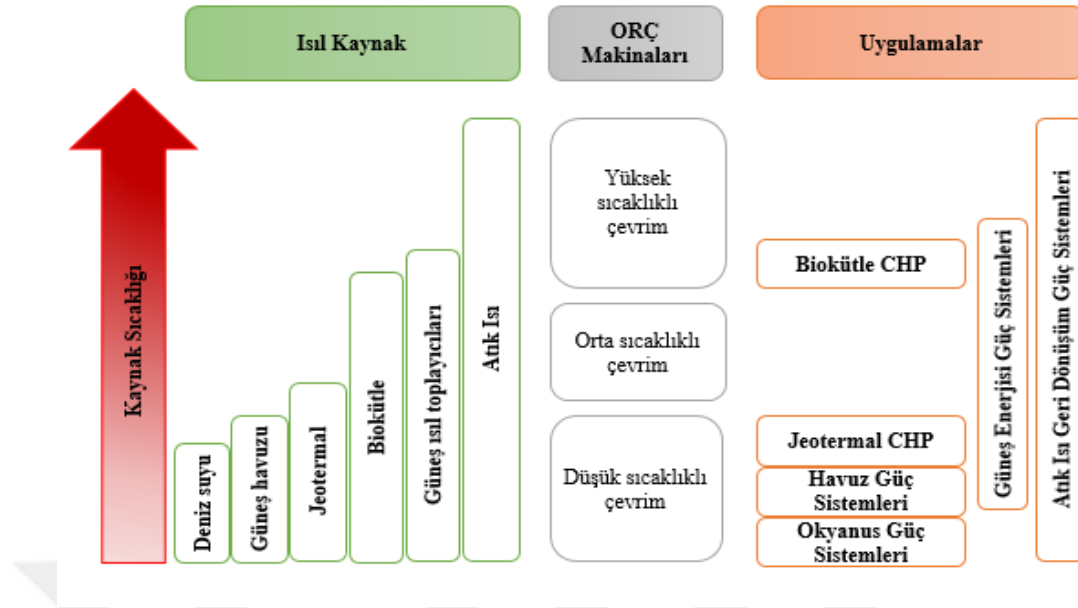 Isıl Kaynak
ORÇ
Makinaları
Uygulamalar
Kaynak Sıcaklığı
Deniz suyu
Güneş havuzu
Jeotermal
Biokütle
Güneş ısıl toplayıcıları
Atık Isı
Yüksek
sıcaklıklı
çevrim
Orta sıcaklıklı
çevrim
Düşük sıcaklıklı
çevrim
Biokütle CHP
Jeotermal CHP
Havuz Güç
Sistemleri
Okyanus Güç
Sistemleri
Güneş Enerjisi Güç Sistemleri
Atık Isı Geri Dönüşüm Güç Sistemleri